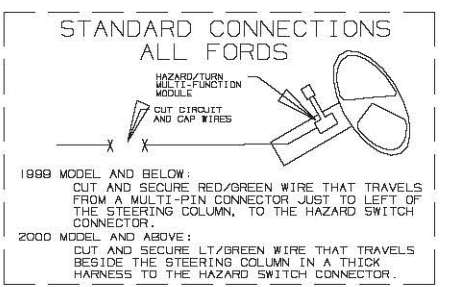 STANDARD CONNECTIONS
ALL FORDS
HAZARD/TURN
MULTI-FUNCTION
MODULE
CUT CIRCUIT
AND CAP WIRES
1999 MODEL AND BELOW:
CUT AND SECURE RED/GREEN WIRE THAT TRAVELS
FROM A MULTI-PIN CONNECTOR JUST TO LEFT OF
THE STEERING COLUMN, TO THE HAZARD SWITCH
CONNECTOR.
2000 MODEL AND ABOVE:
CUT AND SECURE LT/GREEN WIRE THAT TRAVELS
BESIDE THE STEERING COLUMN IN A THICK
HARNESS TO THE HAZARD SWITCH CONNECTOR.